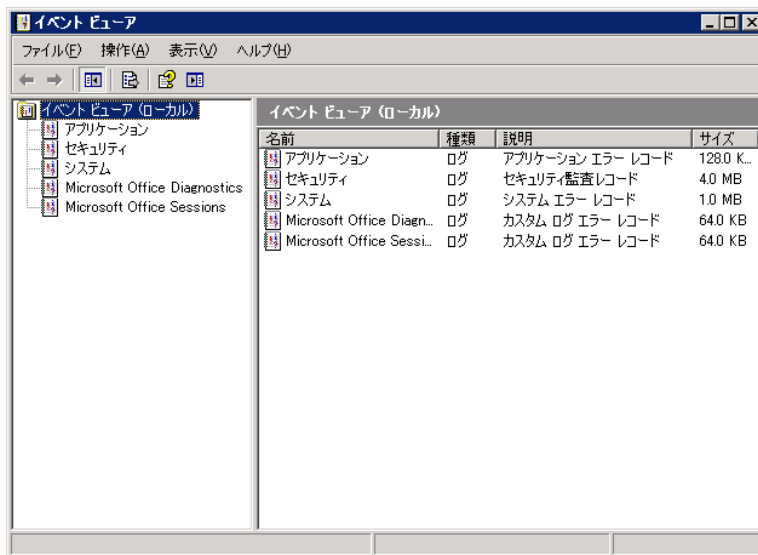 イベント ビューア
ファイル(F) 操作(A) 表示(V) ヘルプ(H)
イベント ビューア (ローカル)
アプリケーション
セキュリティ
システム
Microsoft Office Diagnostics
Microsoft Office Sessions
イベント ビューア (ローカル)
名前 種類 説明 サイズ
アプリケーション ログ アプリケーション エラー レコード 128.0 K...
セキュリティ ログ セキュリティ監査レコード 4.0 MB
システム ログ システム エラー レコード 1.0 MB
Microsoft Office Diagn... ログ カスタム ログ エラー レコード 64.0 KB
Microsoft Office Sessi... ログ カスタム ログ エラー レコード 64.0 KB